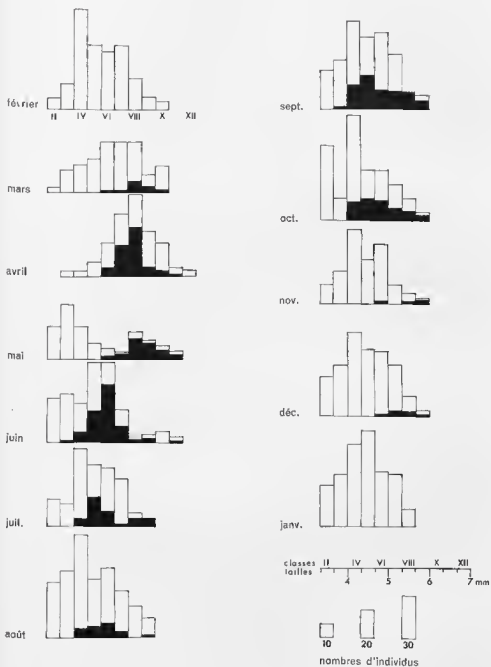 février
II IV VI VIII X XII
mars
avril
mai
juin
juil.
août
sept.
oct.
nov.
déc.
janv.
classes II IV VI VIII X XII
tailles
4 5 6 7 mm
10 20 30
nombres d'individus